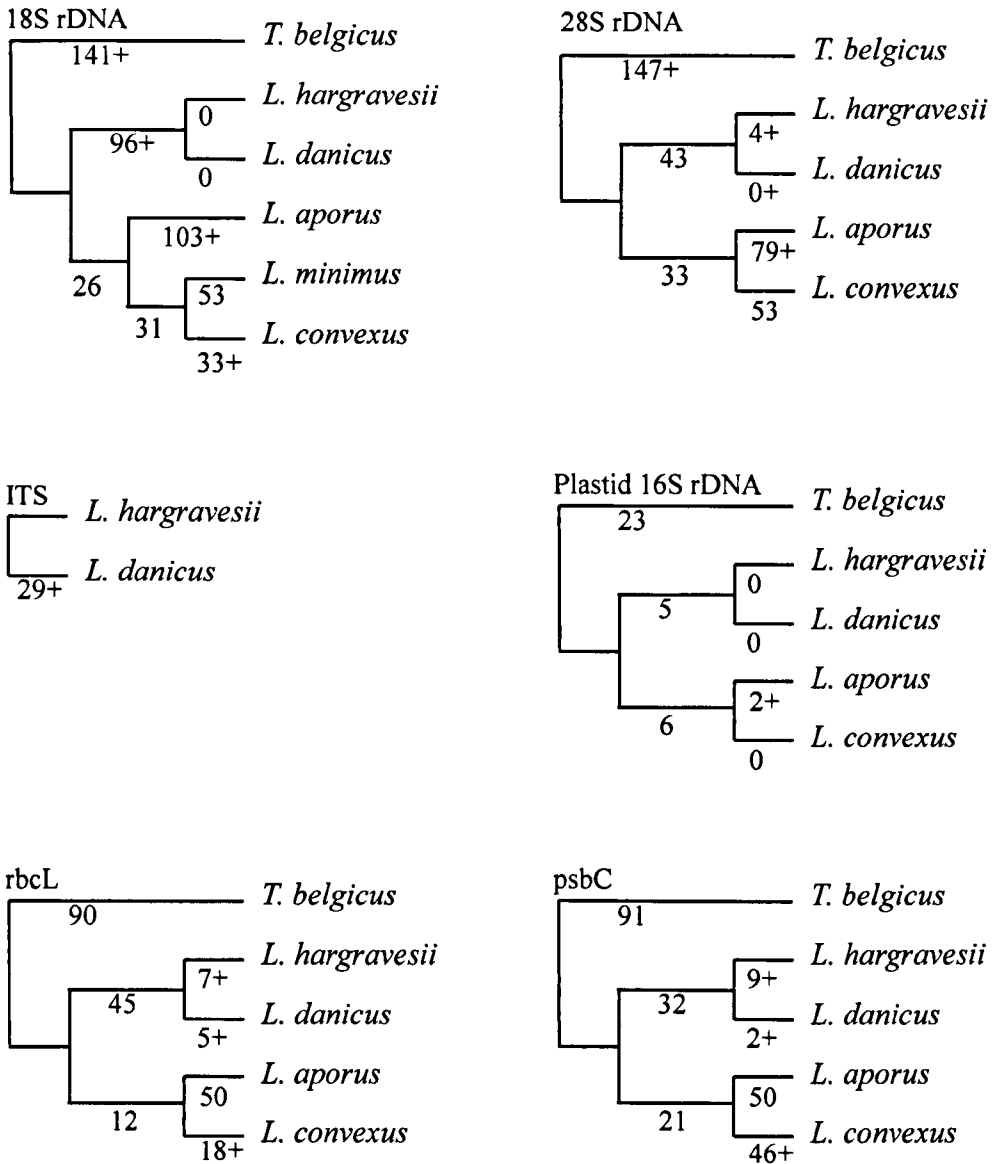 18S rDNA
T. belgicus
141+
L. hargravesii
0
96+
L. danicus
0
L. aporus
103+
L. minimus
26
53
31
L. convexus
33+
28S rDNA
T. belgicus
147+
L. hargravesii
4+
43
L. danicus
0+
L. aporus
79+
33
L. convexus
53
ITS
L. hargravesii
L. danicus
29+
Plastid 16S rDNA
T. belgicus
23
L. hargravesii
0
5
L. danicus
0
L. aporus
2+
6
L. convexus
0
rbcL
T. belgicus
90
L. hargravesii
7+
45
L. danicus
5+
L. aporus
50
12
L. convexus
18+
psbC
T. belgicus
91
L. hargravesii
9+
32
L. danicus
2+
L. aporus
50
21
L. convexus
46+